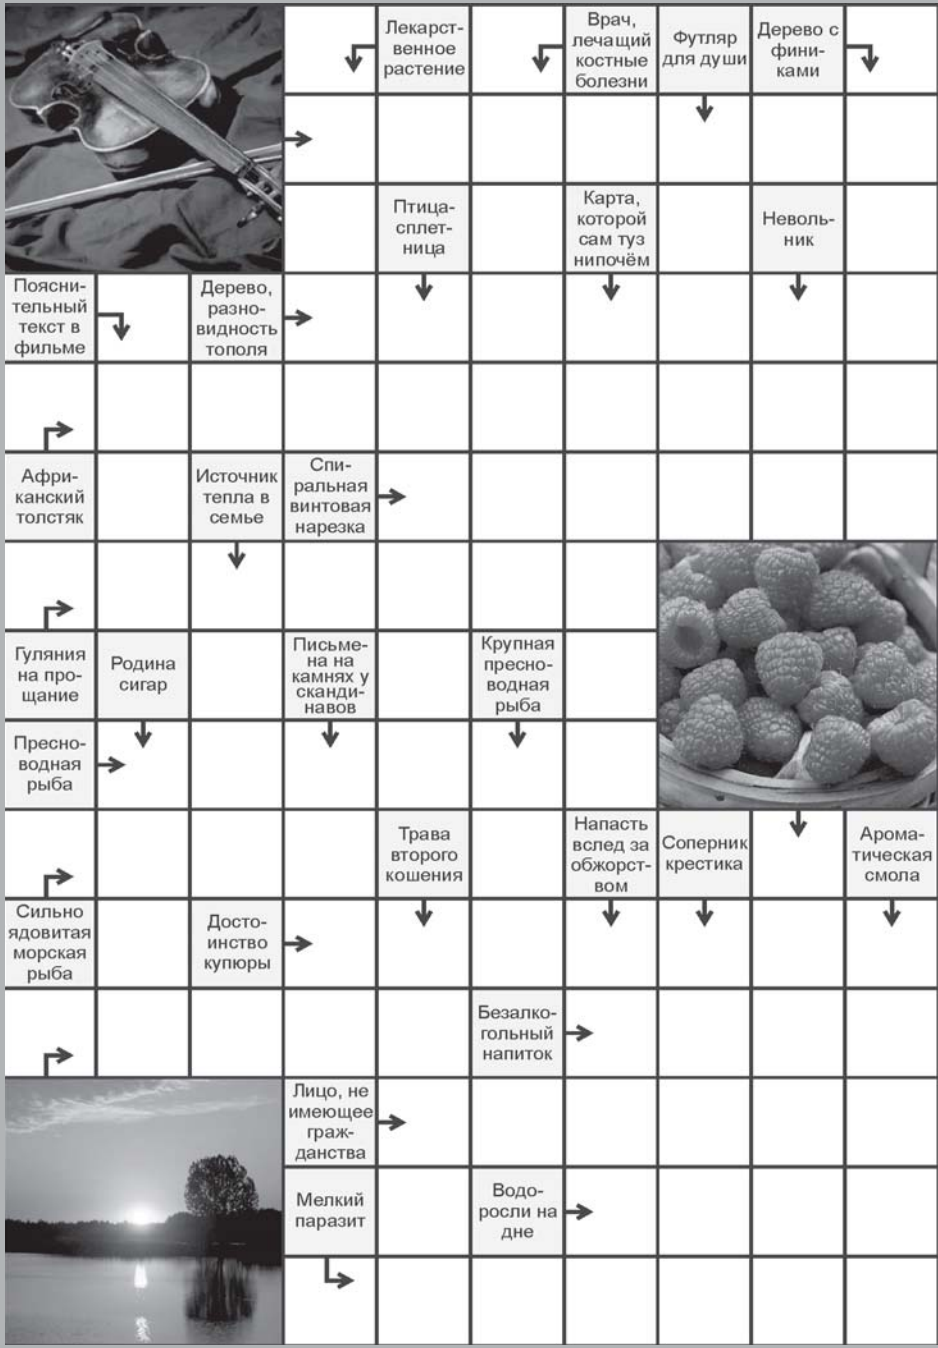 Лекарст-
венное
растение
Врач,
лечащий
костные
болезни
Футляр
для души
Дерево с
фини-
ками
Птица-
сплет-
ница
Карта,
которой
сам туз
нипочём
Неволь-
ник
Поясни-
тельный
текст в
фильме
Дерево,
разно-
видность
тополя
Афри-
канский
толстяк
Источник
тепла в
семье
Спи-
ральная
винтовая
нарезка
Гуляния
на про-
щание
Родина
сигар
Письме-
на на
камнях у
сканди-
навов
Крупная
пресно-
водная
рыба
Пресно-
водная
рыба
Трава
второго
кошения
Напасть
вслед за
обжорст-
вом
Соперник
крестика
Арома-
тическая
смола
Сильно
ядовитая
морская
рыба
Досто-
инство
купюры
Безалко-
гольный
напиток
Лицо, не
имеющее
граж-
данства
Мелкий
паразит
Водо-
росли на
дне